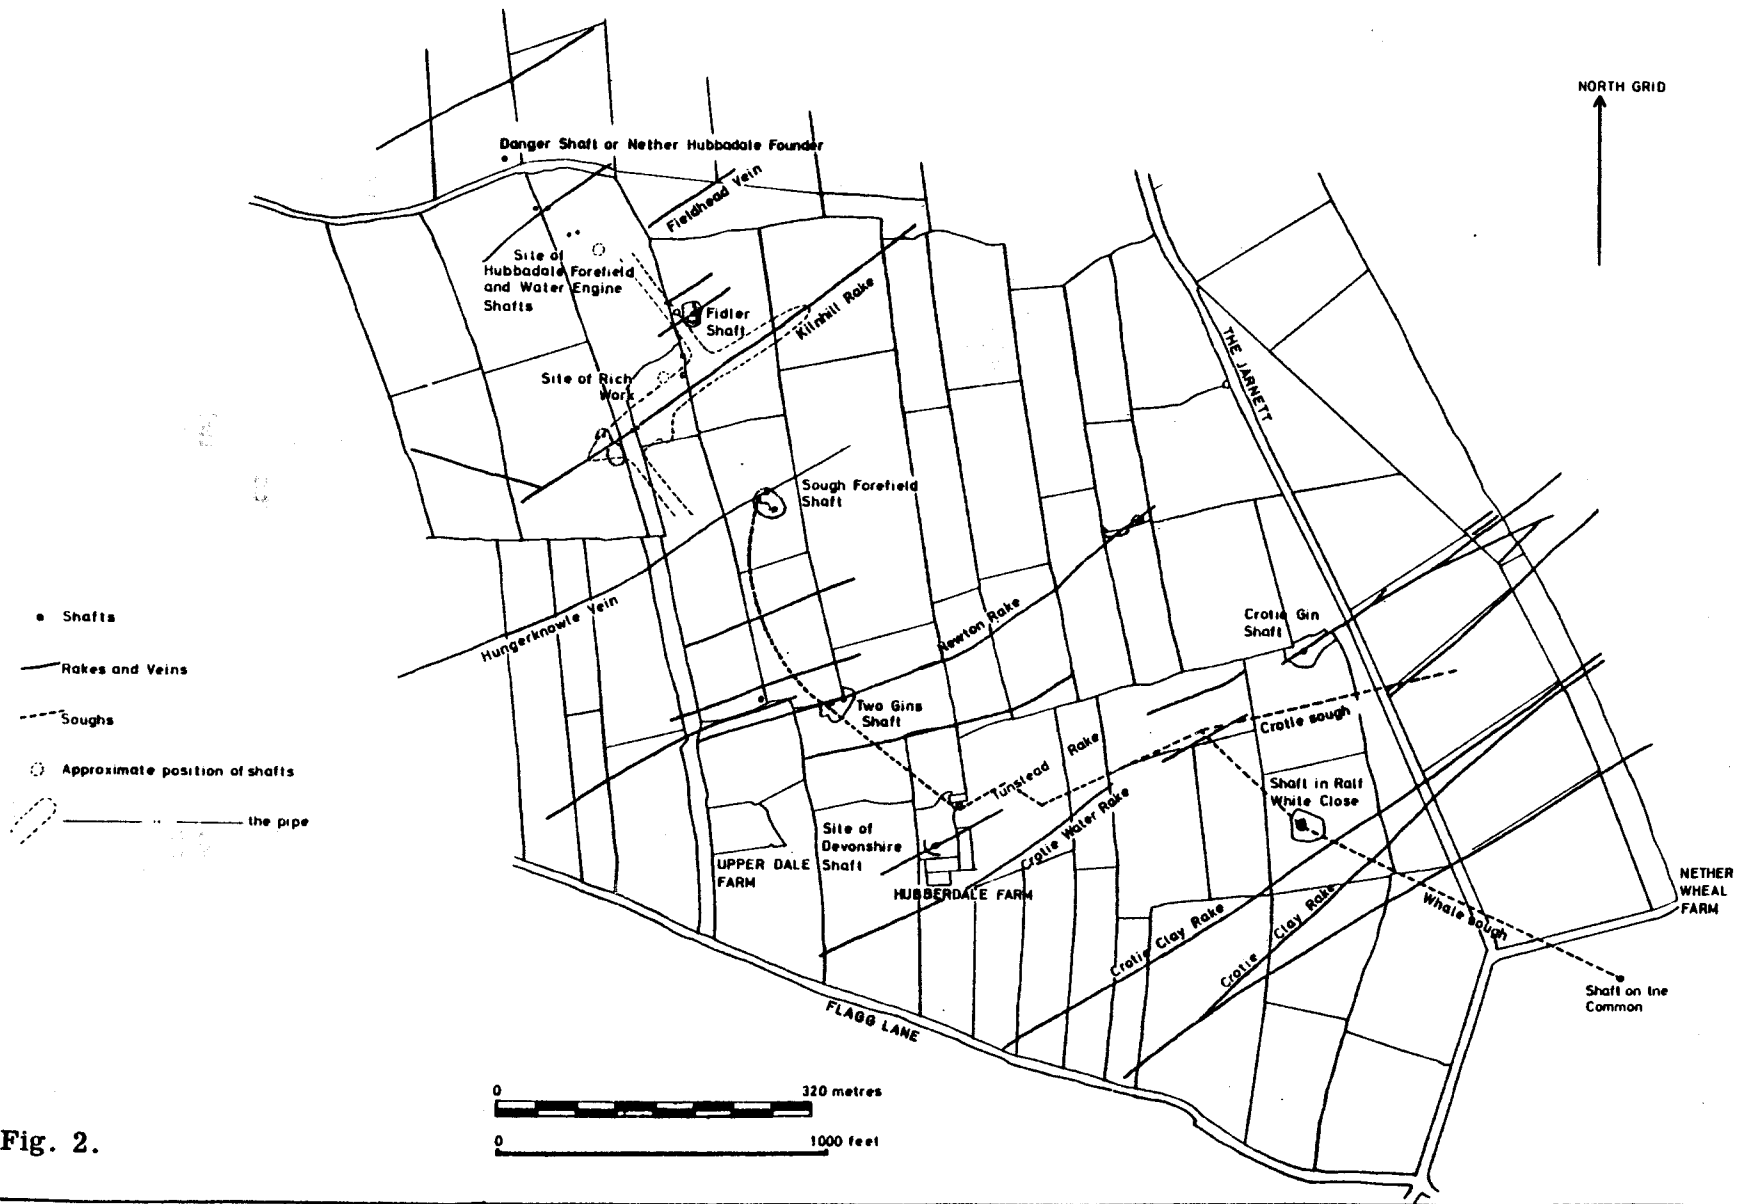 NORTH GRID
Danger Shaft or Nether Hubbadale Founder
Fieldhead Vein
Site of
Hubbadale Forefield
and Water Engine
Shafts
Fidler
Shaft
Kilnhill Rake
THE JARNETT
Site of Rich
Work
Sough Forefield
Shaft
Shafts
Rakes and Veins
Soughs
Approximate position of shafts
the pipe
Hungerknowle Vein
Newton Rake
Crotie Gin
Shaft
Two Gins
Shaft
Crotie sough
Tunstead Rake
Crotie Water Rake
Shaft in Ralf
White Close
Site of
Devonshire
Shaft
UPPER DALE
FARM
HUBBERDALE FARM
NETHER
WHEAL
FARM
Crotie Clay Rake
Crotie Clay Rake
Whale sough
Shaft on the
Common
FLAGG LANE
0 320 metres
0 1000 feet
Fig. 2.